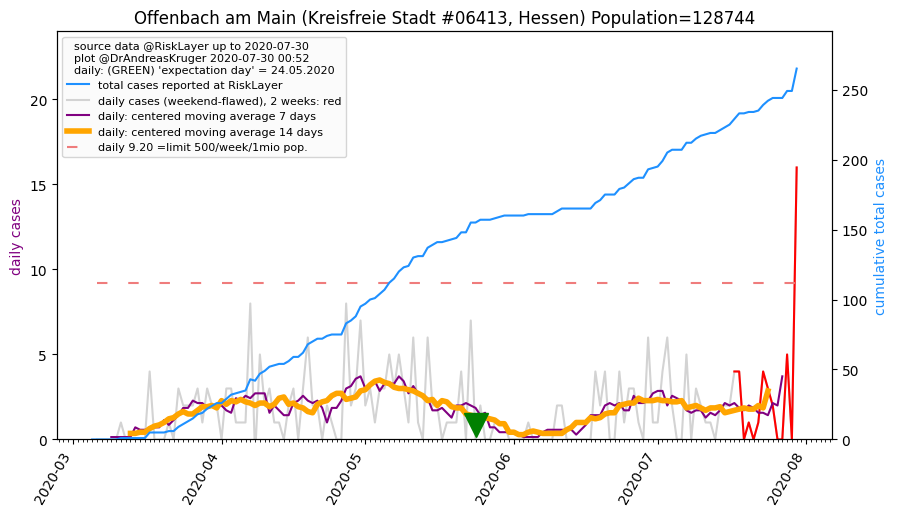 Offenbach am Main (Kreisfreie Stadt #06413, Hessen) Population=128744
source data @RiskLayer up to 2020-07-30
plot @DrAndreasKruger 2020-07-30 00:52
daily: (GREEN) 'expectation day' = 24.05.2020
total cases reported at RiskLayer
daily cases (weekend-flawed), 2 weeks: red
daily: centered moving average 7 days
daily: centered moving average 14 days
daily 9.20 =limit 500/week/1mio pop.
daily cases
0
5
10
15
20
cumulative total cases
0
50
100
150
200
250
2020-03
2020-04
2020-05
2020-06
2020-07
2020-08